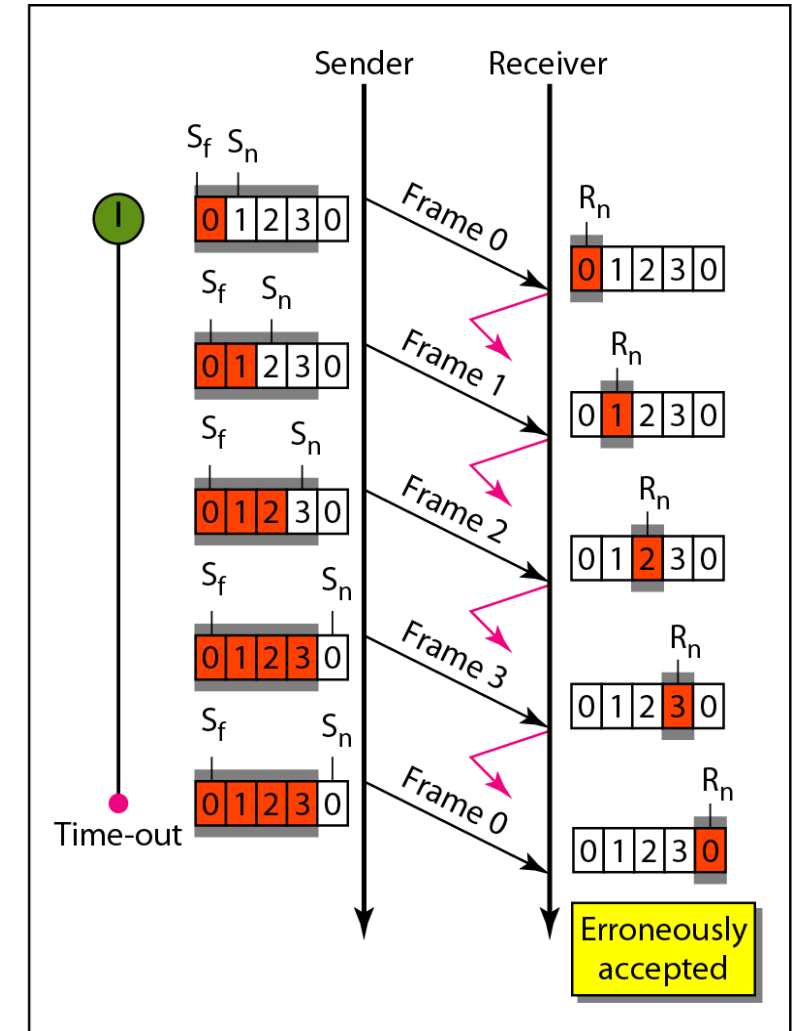 Sender Receiver
Sf Sn
0 1 2 3 0
Frame 0
Rn
0 1 2 3 0
Sf Sn
0 1 2 3 0
Frame 1
Rn
0 1 2 3 0
Sf Sn
0 1 2 3 0
Frame 2
Rn
0 1 2 3 0
Sf Sn
0 1 2 3 0
Frame 3
Rn
0 1 2 3 0
Sf Sn
0 1 2 3 0
Frame 0
Rn
0 1 2 3 0
Time-out
Erroneously
accepted